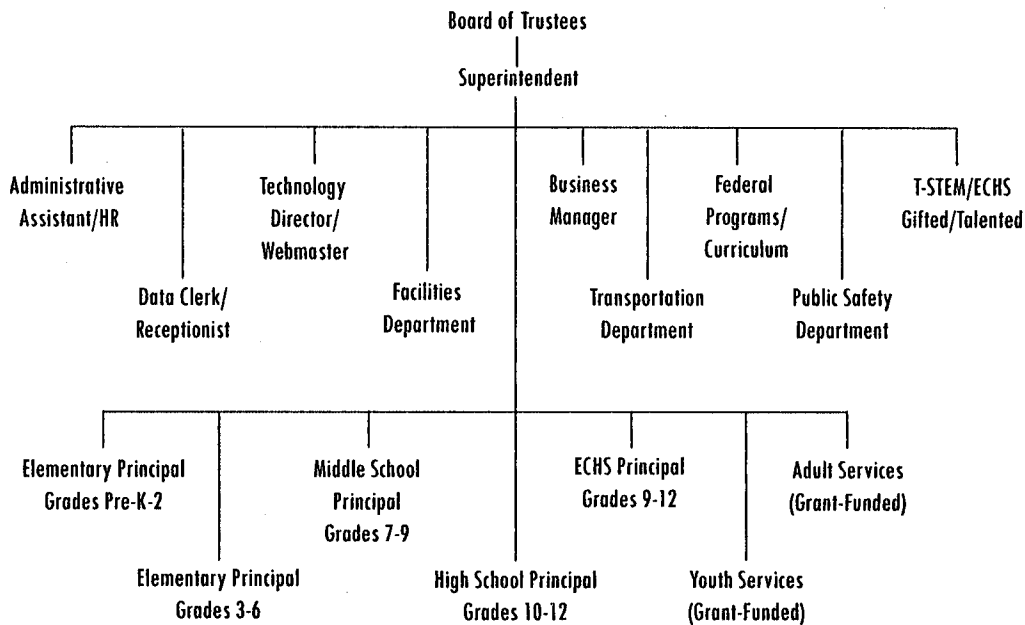 Board of Trustees
Superintendent
Administrative
Assistant/HR
Data Clerk/
Receptionist
Technology
Director/
Webmaster
Facilities
Department
Business
Manager
Transportation
Department
Federal
Programs/
Curriculum
Public Safety
Department
T-STEM/ECHS
Gifted/Talented
Elementary Principal
Grades Pre-K-2
Elementary Principal
Grades 3-6
Middle School
Principal
Grades 7-9
High School Principal
Grades 10-12
ECHS Principal
Grades 9-12
Youth Services
(Grant-Funded)
Adult Services
(Grant-Funded)